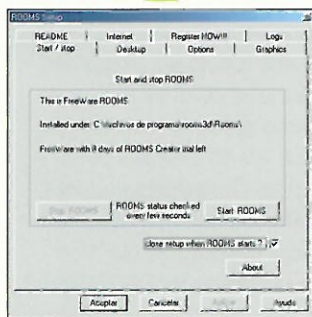 ROOMS Setup
README Internet Register NOW!!! Logs
Start / stop Desktop Options Graphics
Start and stop ROOMS
This is FreeWare ROOMS.
Installed under: C:\archivos de programa\rooms3d\Rooms\
FreeWare with 8 days of ROOMS Creator trial left
Stop ROOMS ROOMS status checked every few seconds Start ROOMS
close setup when ROOMS starts ?
About
Aceptar Cancelar Ayuda